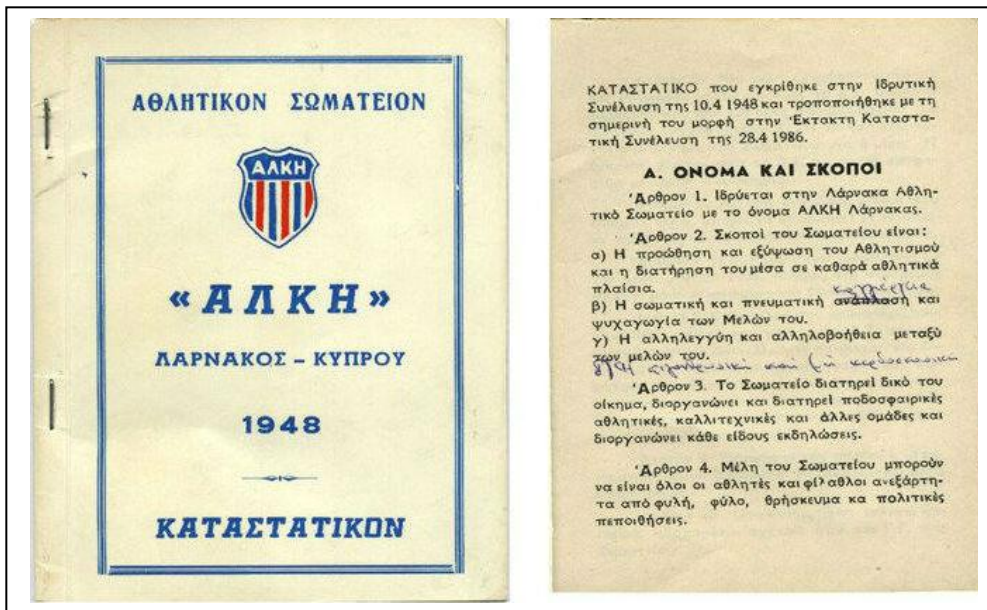 ΑΘΛΗΤΙΚΟΝ ΣΩΜΑΤΕΙΟΝ
ΑΛΚΗ
«ΑΛΚΗ»
ΛΑΡΝΑΚΟΣ – ΚΥΠΡΟΥ
1948
ΚΑΤΑΣΤΑΤΙΚΟΝ
ΚΑΤΑΣΤΑΤΙΚΟ που εγκρίθηκε στην Ιδρυτική
Συνέλευση της 10.4 1948 και τροποποιήθηκε με τη
σημερινή του μορφή στην Έκτακτη Καταστα-
τική Συνέλευση της 28.4 1986.
Α. ΟΝΟΜΑ ΚΑΙ ΣΚΟΠΟΙ
Άρθρον 1. Ιδρύεται στην Λάρνακα Αθλη-
τικό Σωματείο με το όνομα ΑΛΚΗ Λάρνακας.
Άρθρον 2. Σκοποί του Σωματείου είναι:
α) Η προώθηση και εξύψωση του Αθλητισμού
και η διατήρηση του μέσα σε καθαρά αθλητικά
πλαίσια.
καλλιέργεια
β) Η σωματική και πνευματική ανάπλαση και
ψυχαγωγία των Μελών του.
γ) Η αλληλεγγύη και αλληλοβοήθεια μεταξύ
των μελών του.
Άρθρον 3. Το Σωματείο διατηρεί δικό του
οίκημα, διοργανώνει και διατηρεί ποδοσφαιρικές
αθλητικές, καλλιτεχνικές και άλλες ομάδες και
διοργανώνει κάθε είδους εκδηλώσεις.
Άρθρον 4. Μέλη του Σωματείου μπορούν
να είναι όλοι οι αθλητές και φίλαθλοι ανεξάρτη-
τα από φυλή, φύλο, θρήσκευμα κα πολιτικές
πεποιθήσεις.